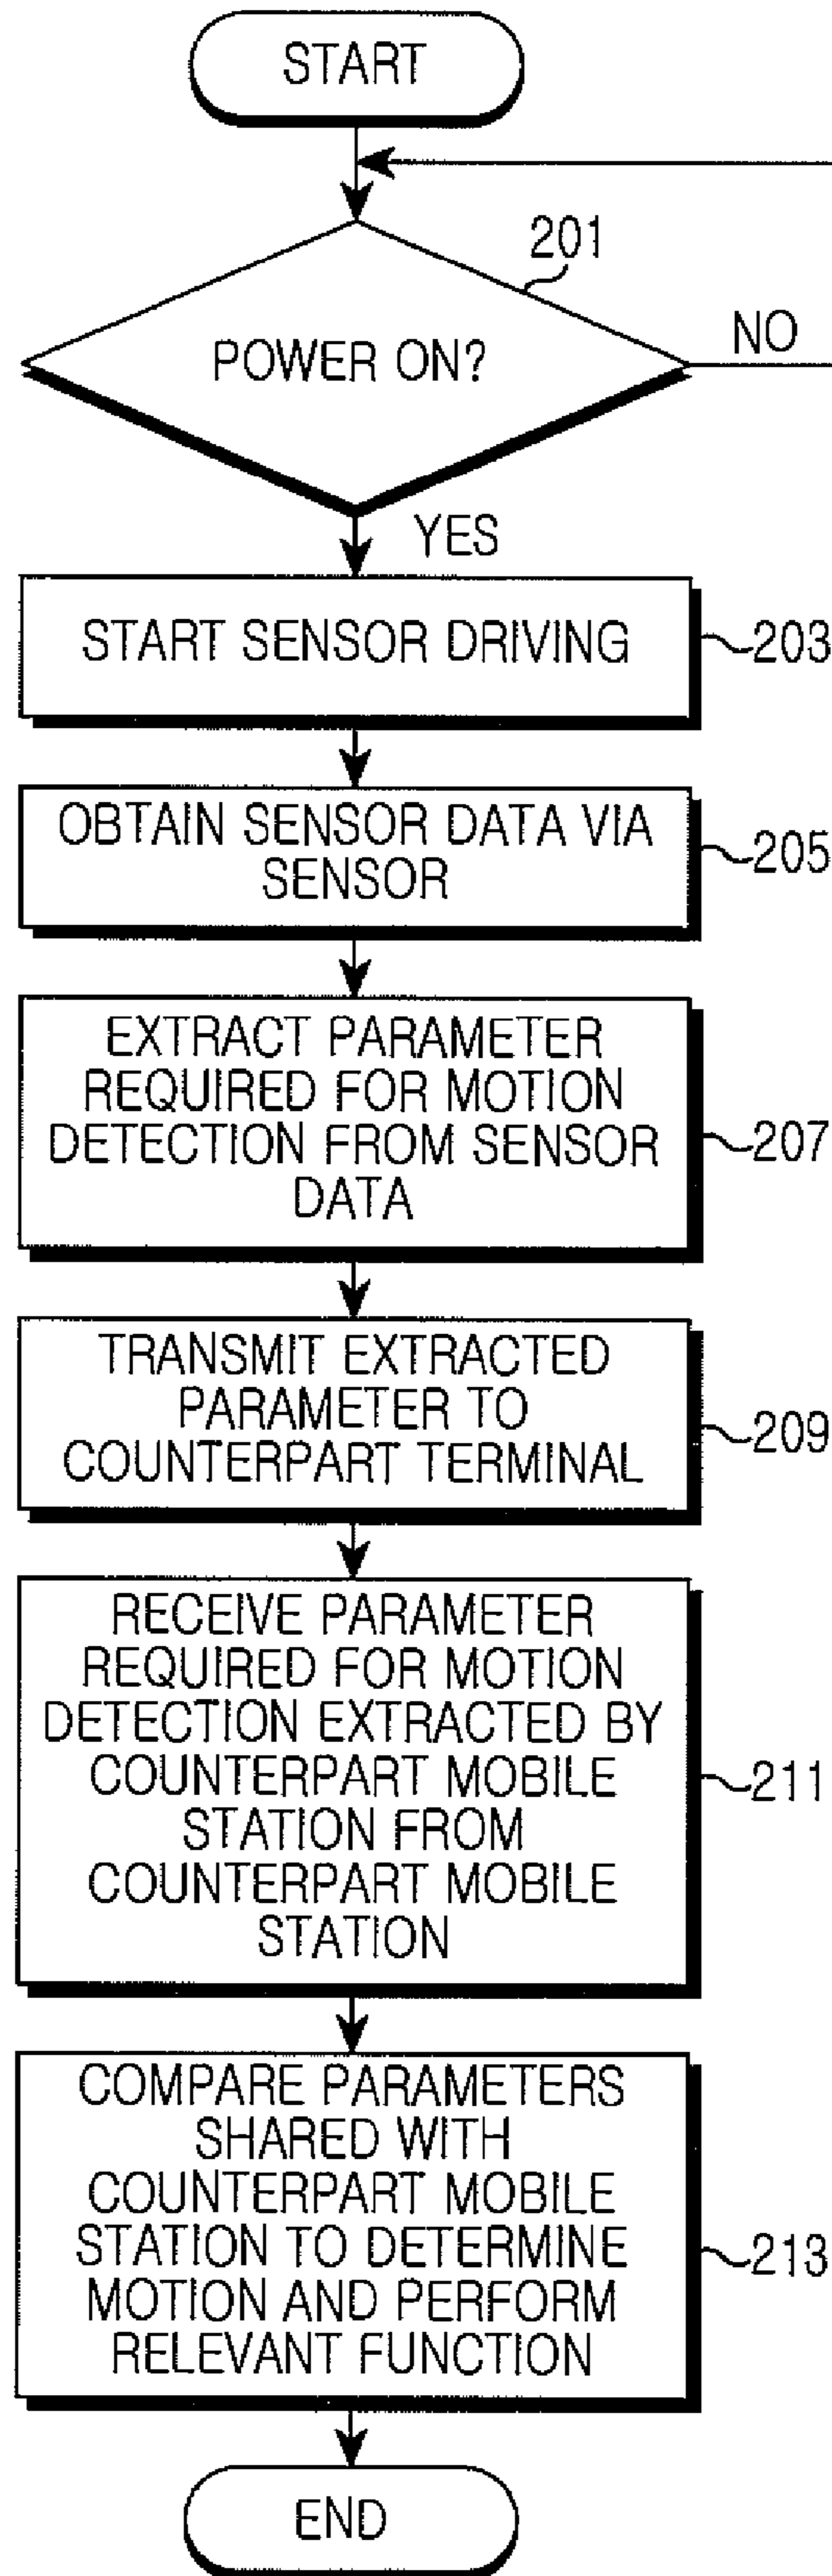 START
201
POWER ON?
NO
YES
START SENSOR DRIVING
203
OBTAIN SENSOR DATA VIA
SENSOR
205
EXTRACT PARAMETER
REQUIRED FOR MOTION
DETECTION FROM SENSOR
DATA
207
TRANSMIT EXTRACTED
PARAMETER TO
COUNTERPART TERMINAL
209
RECEIVE PARAMETER
REQUIRED FOR MOTION
DETECTION EXTRACTED BY
COUNTERPART MOBILE
STATION FROM
COUNTERPART MOBILE
STATION
211
COMPARE PARAMETERS
SHARED WITH
COUNTERPART MOBILE
STATION TO DETERMINE
MOTION AND PERFORM
RELEVANT FUNCTION
213
END